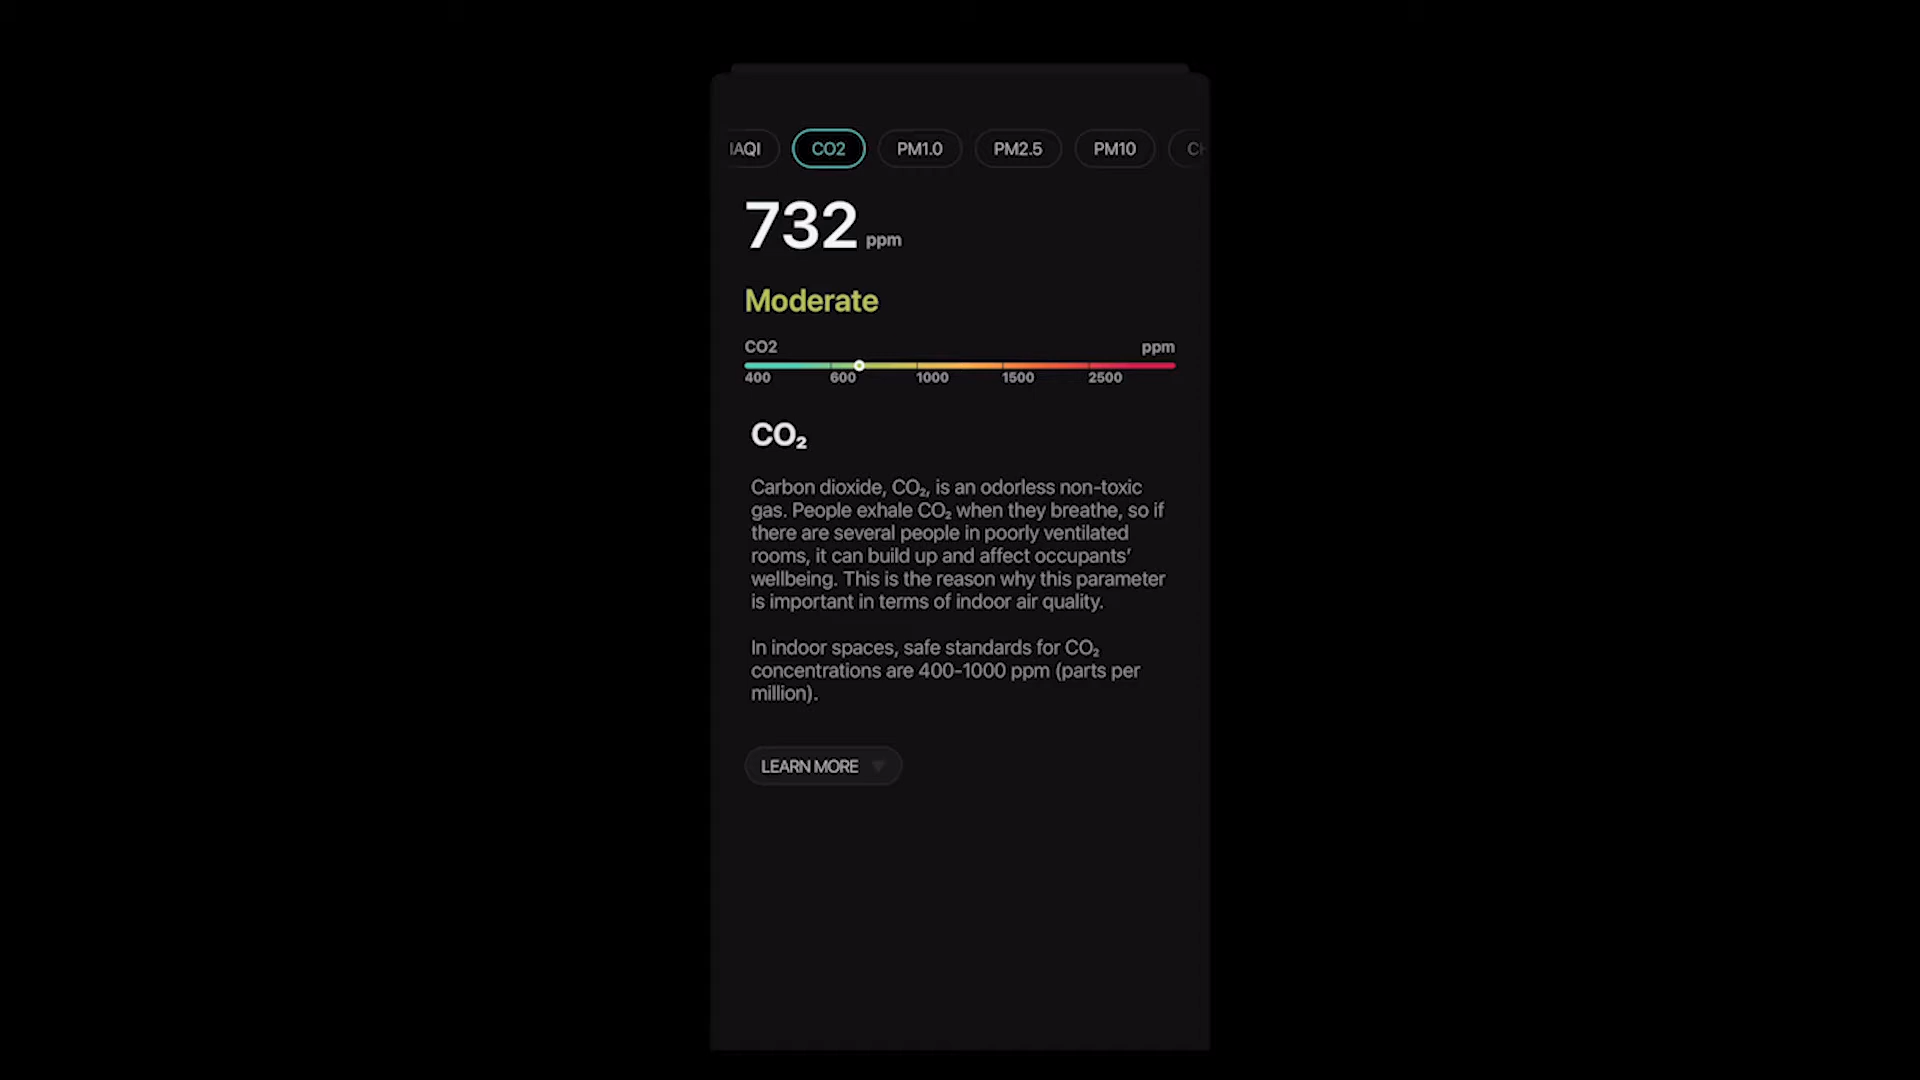 IAQI CO2 PM1.0 PM2.5 PM10
732 ppm
Moderate
CO2 ppm
400 600 1000 1500 2500
CO₂
Carbon dioxide, CO₂, is an odorless non-toxic
gas. People exhale CO₂ when they breathe, so if
there are several people in poorly ventilated
rooms, it can build up and affect occupants’
wellbeing. This is the reason why this parameter
is important in terms of indoor air quality.
In indoor spaces, safe standards for CO₂
concentrations are 400-1000 ppm (parts per
million).
LEARN MORE